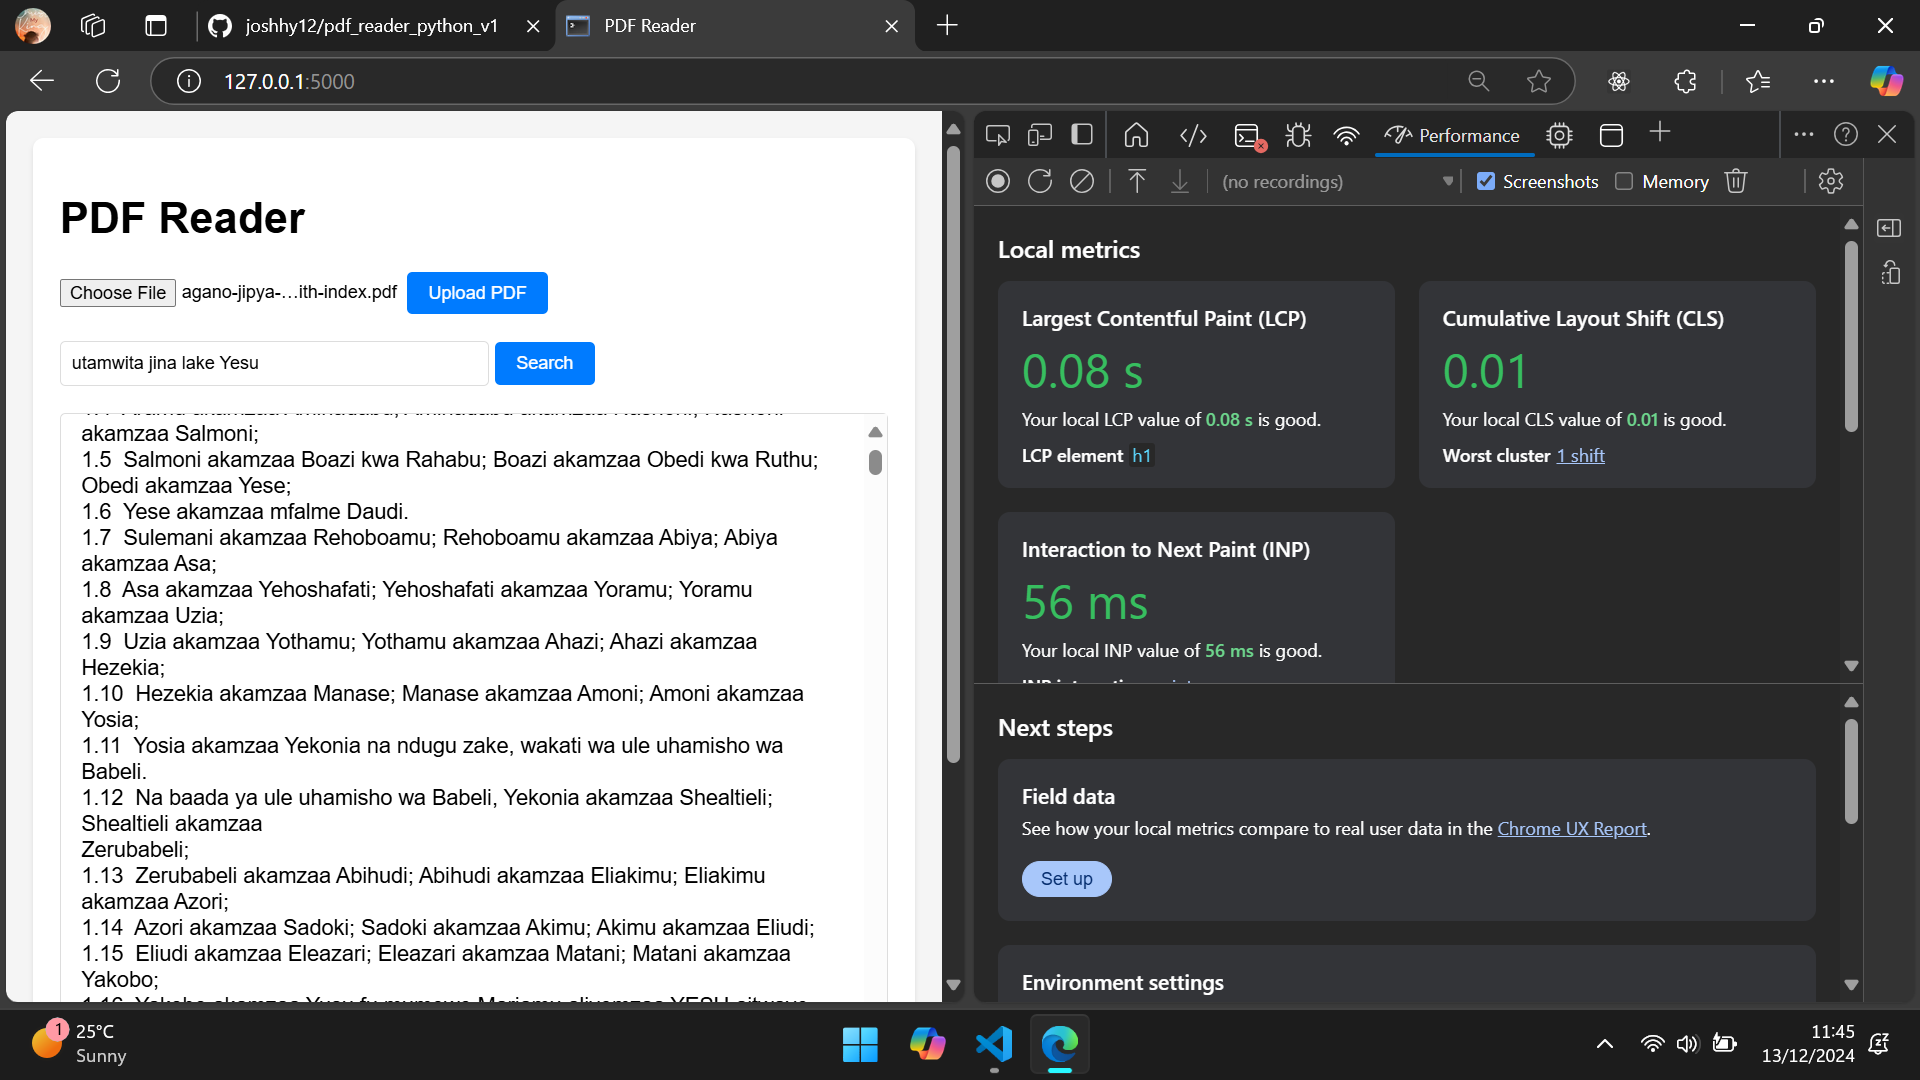 joshhy12/pdf_reader_python_v1
PDF Reader
127.0.0.1:5000
PDF Reader
Choose File agano-jipya-...ith-index.pdf Upload PDF
utamwita jina lake Yesu Search
akamzaa Salmoni;
1.5 Salmoni akamzaa Boazi kwa Rahabu; Boazi akamzaa Obedi kwa Ruthu;
Obedi akamzaa Yese;
1.6 Yese akamzaa mfalme Daudi.
1.7 Sulemani akamzaa Rehoboamu; Rehoboamu akamzaa Abiya; Abiya
akamzaa Asa;
1.8 Asa akamzaa Yehoshafati; Yehoshafati akamzaa Yoramu; Yoramu
akamzaa Uzia;
1.9 Uzia akamzaa Yothamu; Yothamu akamzaa Ahazi; Ahazi akamzaa
Hezekia;
1.10 Hezekia akamzaa Manase; Manase akamzaa Amoni; Amoni akamzaa
Yosia;
1.11 Yosia akamzaa Yekonia na ndugu zake, wakati wa ule uhamisho wa
Babeli.
1.12 Na baada ya ule uhamisho wa Babeli, Yekonia akamzaa Shealtieli;
Shealtieli akamzaa
Zerubabeli;
1.13 Zerubabeli akamzaa Abihudi; Abihudi akamzaa Eliakimu; Eliakimu
akamzaa Azori;
1.14 Azori akamzaa Sadoki; Sadoki akamzaa Akimu; Akimu akamzaa Eliudi;
1.15 Eliudi akamzaa Eleazari; Eleazari akamzaa Matani; Matani akamzaa
Yakobo;
Performance
(no recordings) Screenshots Memory
Local metrics
Largest Contentful Paint (LCP)
0.08 s
Your local LCP value of 0.08 s is good.
LCP element h1
Cumulative Layout Shift (CLS)
0.01
Your local CLS value of 0.01 is good.
Worst cluster 1 shift
Interaction to Next Paint (INP)
56 ms
Your local INP value of 56 ms is good.
Next steps
Field data
See how your local metrics compare to real user data in the Chrome UX Report.
Set up
Environment settings
1
25°C
Sunny
11:45
13/12/2024